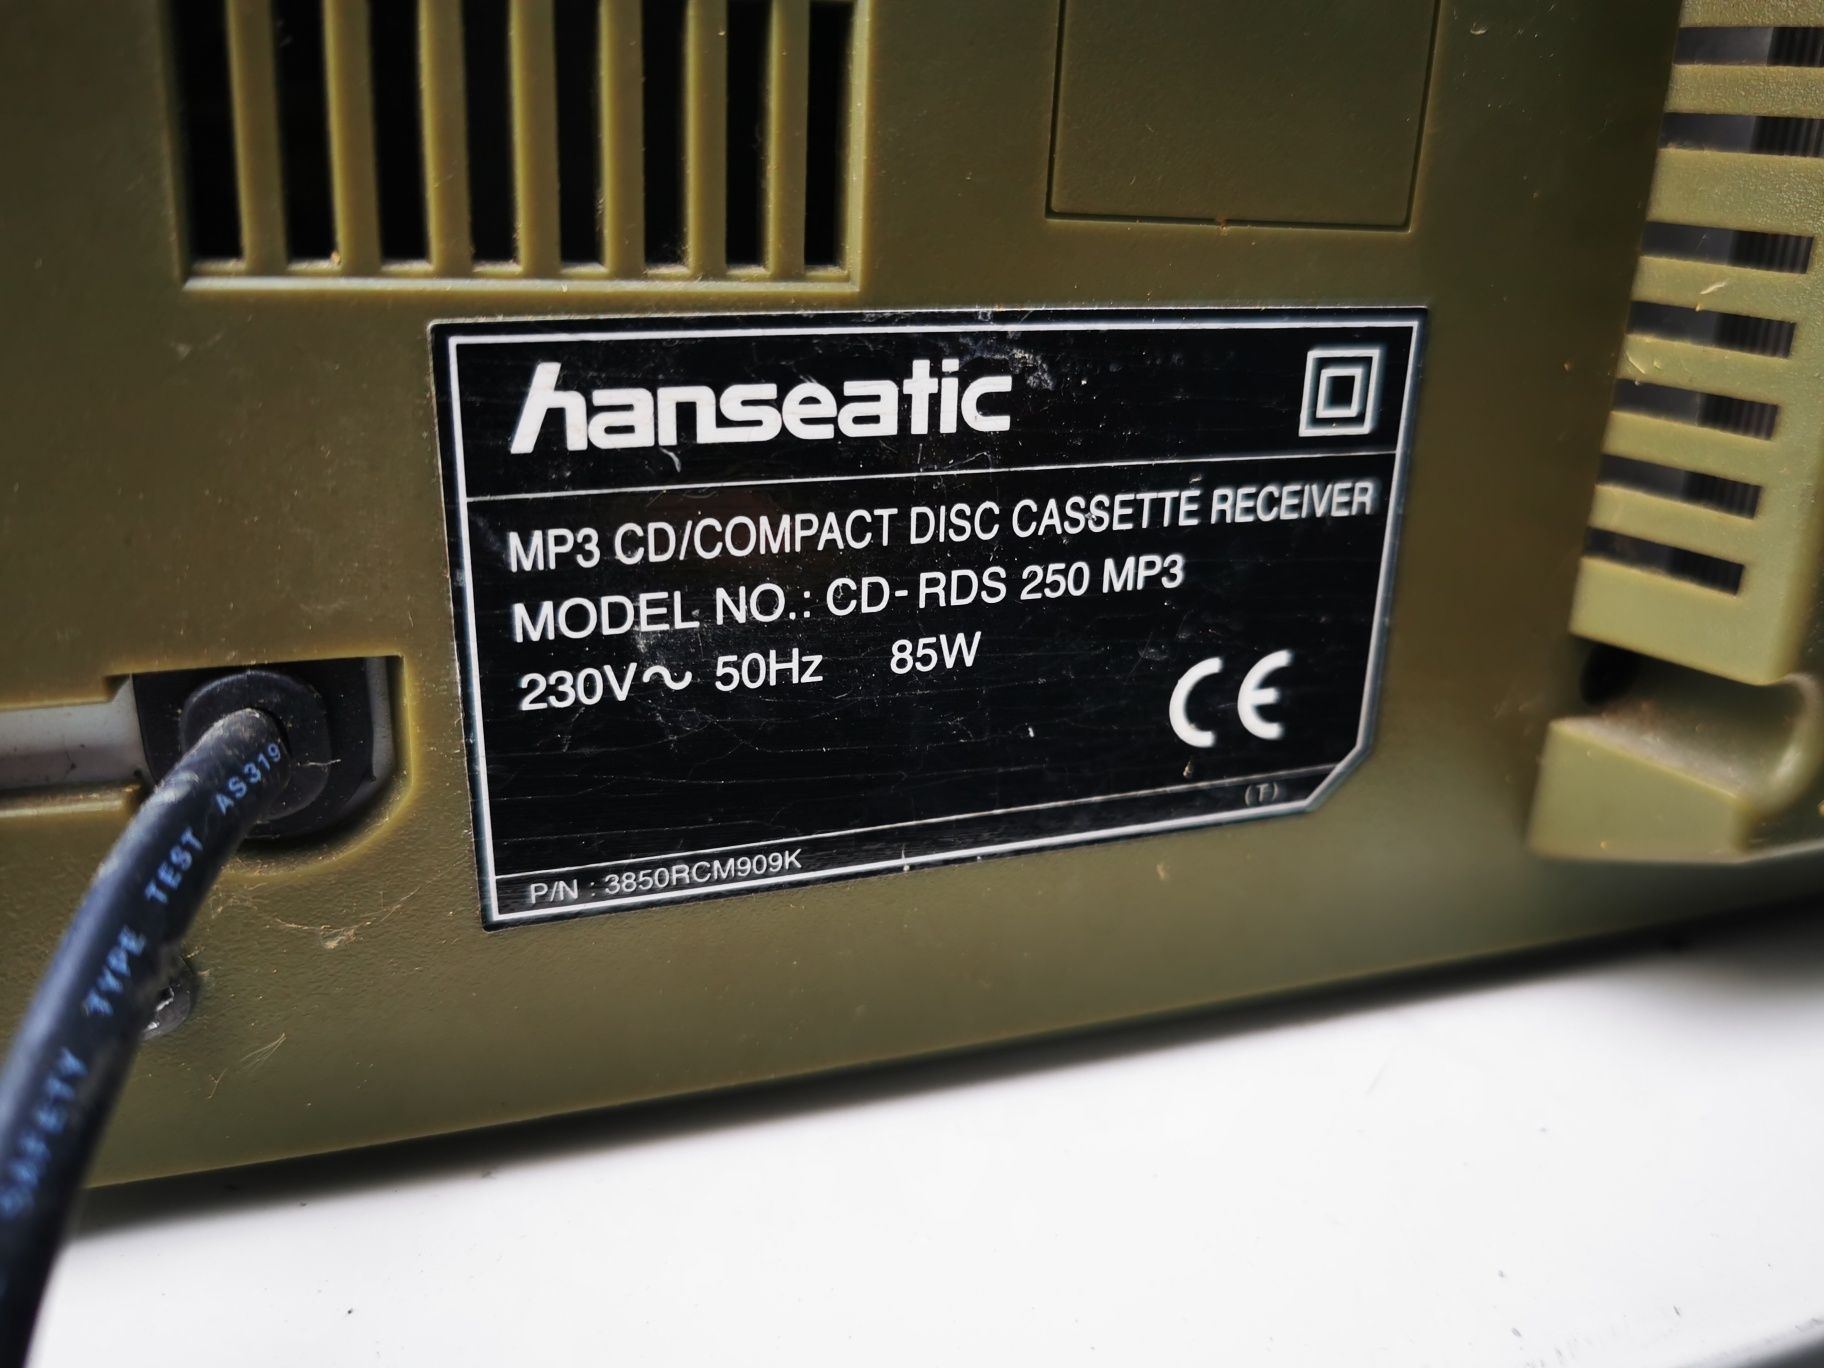 hanseatic
MP3 CD/COMPACT DISC CASSETTE RECEIVER
MODEL NO.: CD-RDS 250 MP3
230V~ 50Hz 85W
CE
(T)
P/N : 3850RCM909K
SAFETY TYPE TEST AS319